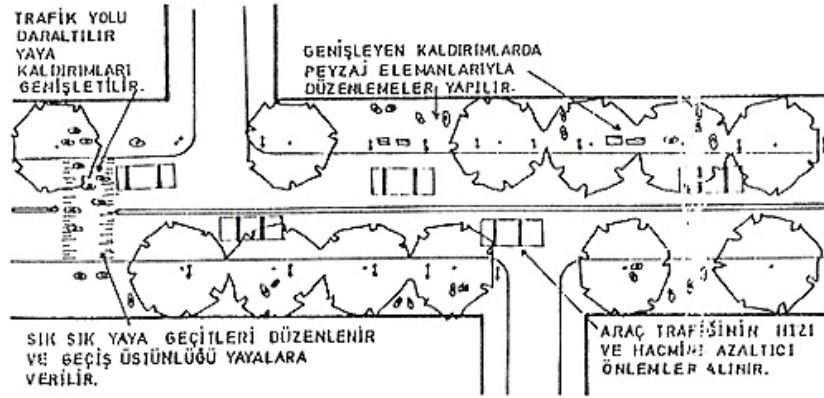 TRAFİK YOLU
DARALTILIR
YAYA
KALDIRIMLARI
GENİŞLETİLİR.
GENİŞLEYEN KALDIRIMLARDA
PEYZAJ ELEMANLARIYLA
DÜZENLEMELER YAPILIR.
SIK SIK YAYA GEÇİTLERİ DÜZENLENİR
VE GEÇİŞ ÜSTÜNLÜĞÜ YAYALARA
VERİLİR.
ARAÇ TRAFİĞİNİN HIZI
VE HACMİNİ AZALTICI
ÖNLEMLER ALINIR.